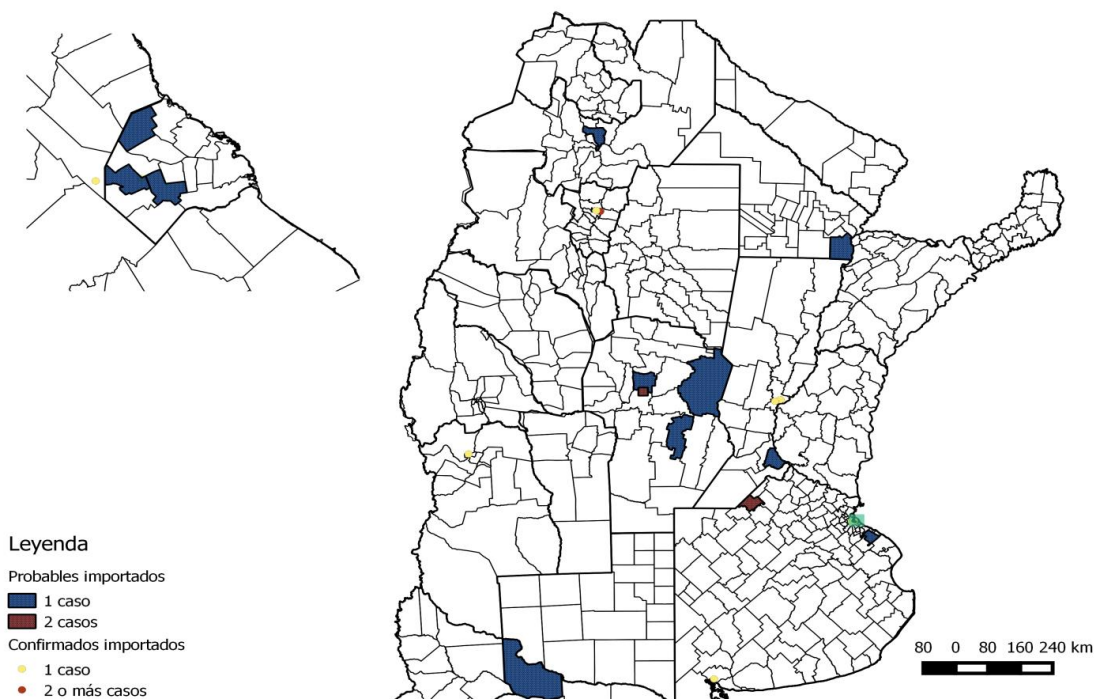 Leyenda
Probables importados
1 caso
2 casos
Confirmados importados
1 caso
2 o más casos
80 0 80 160 240 km